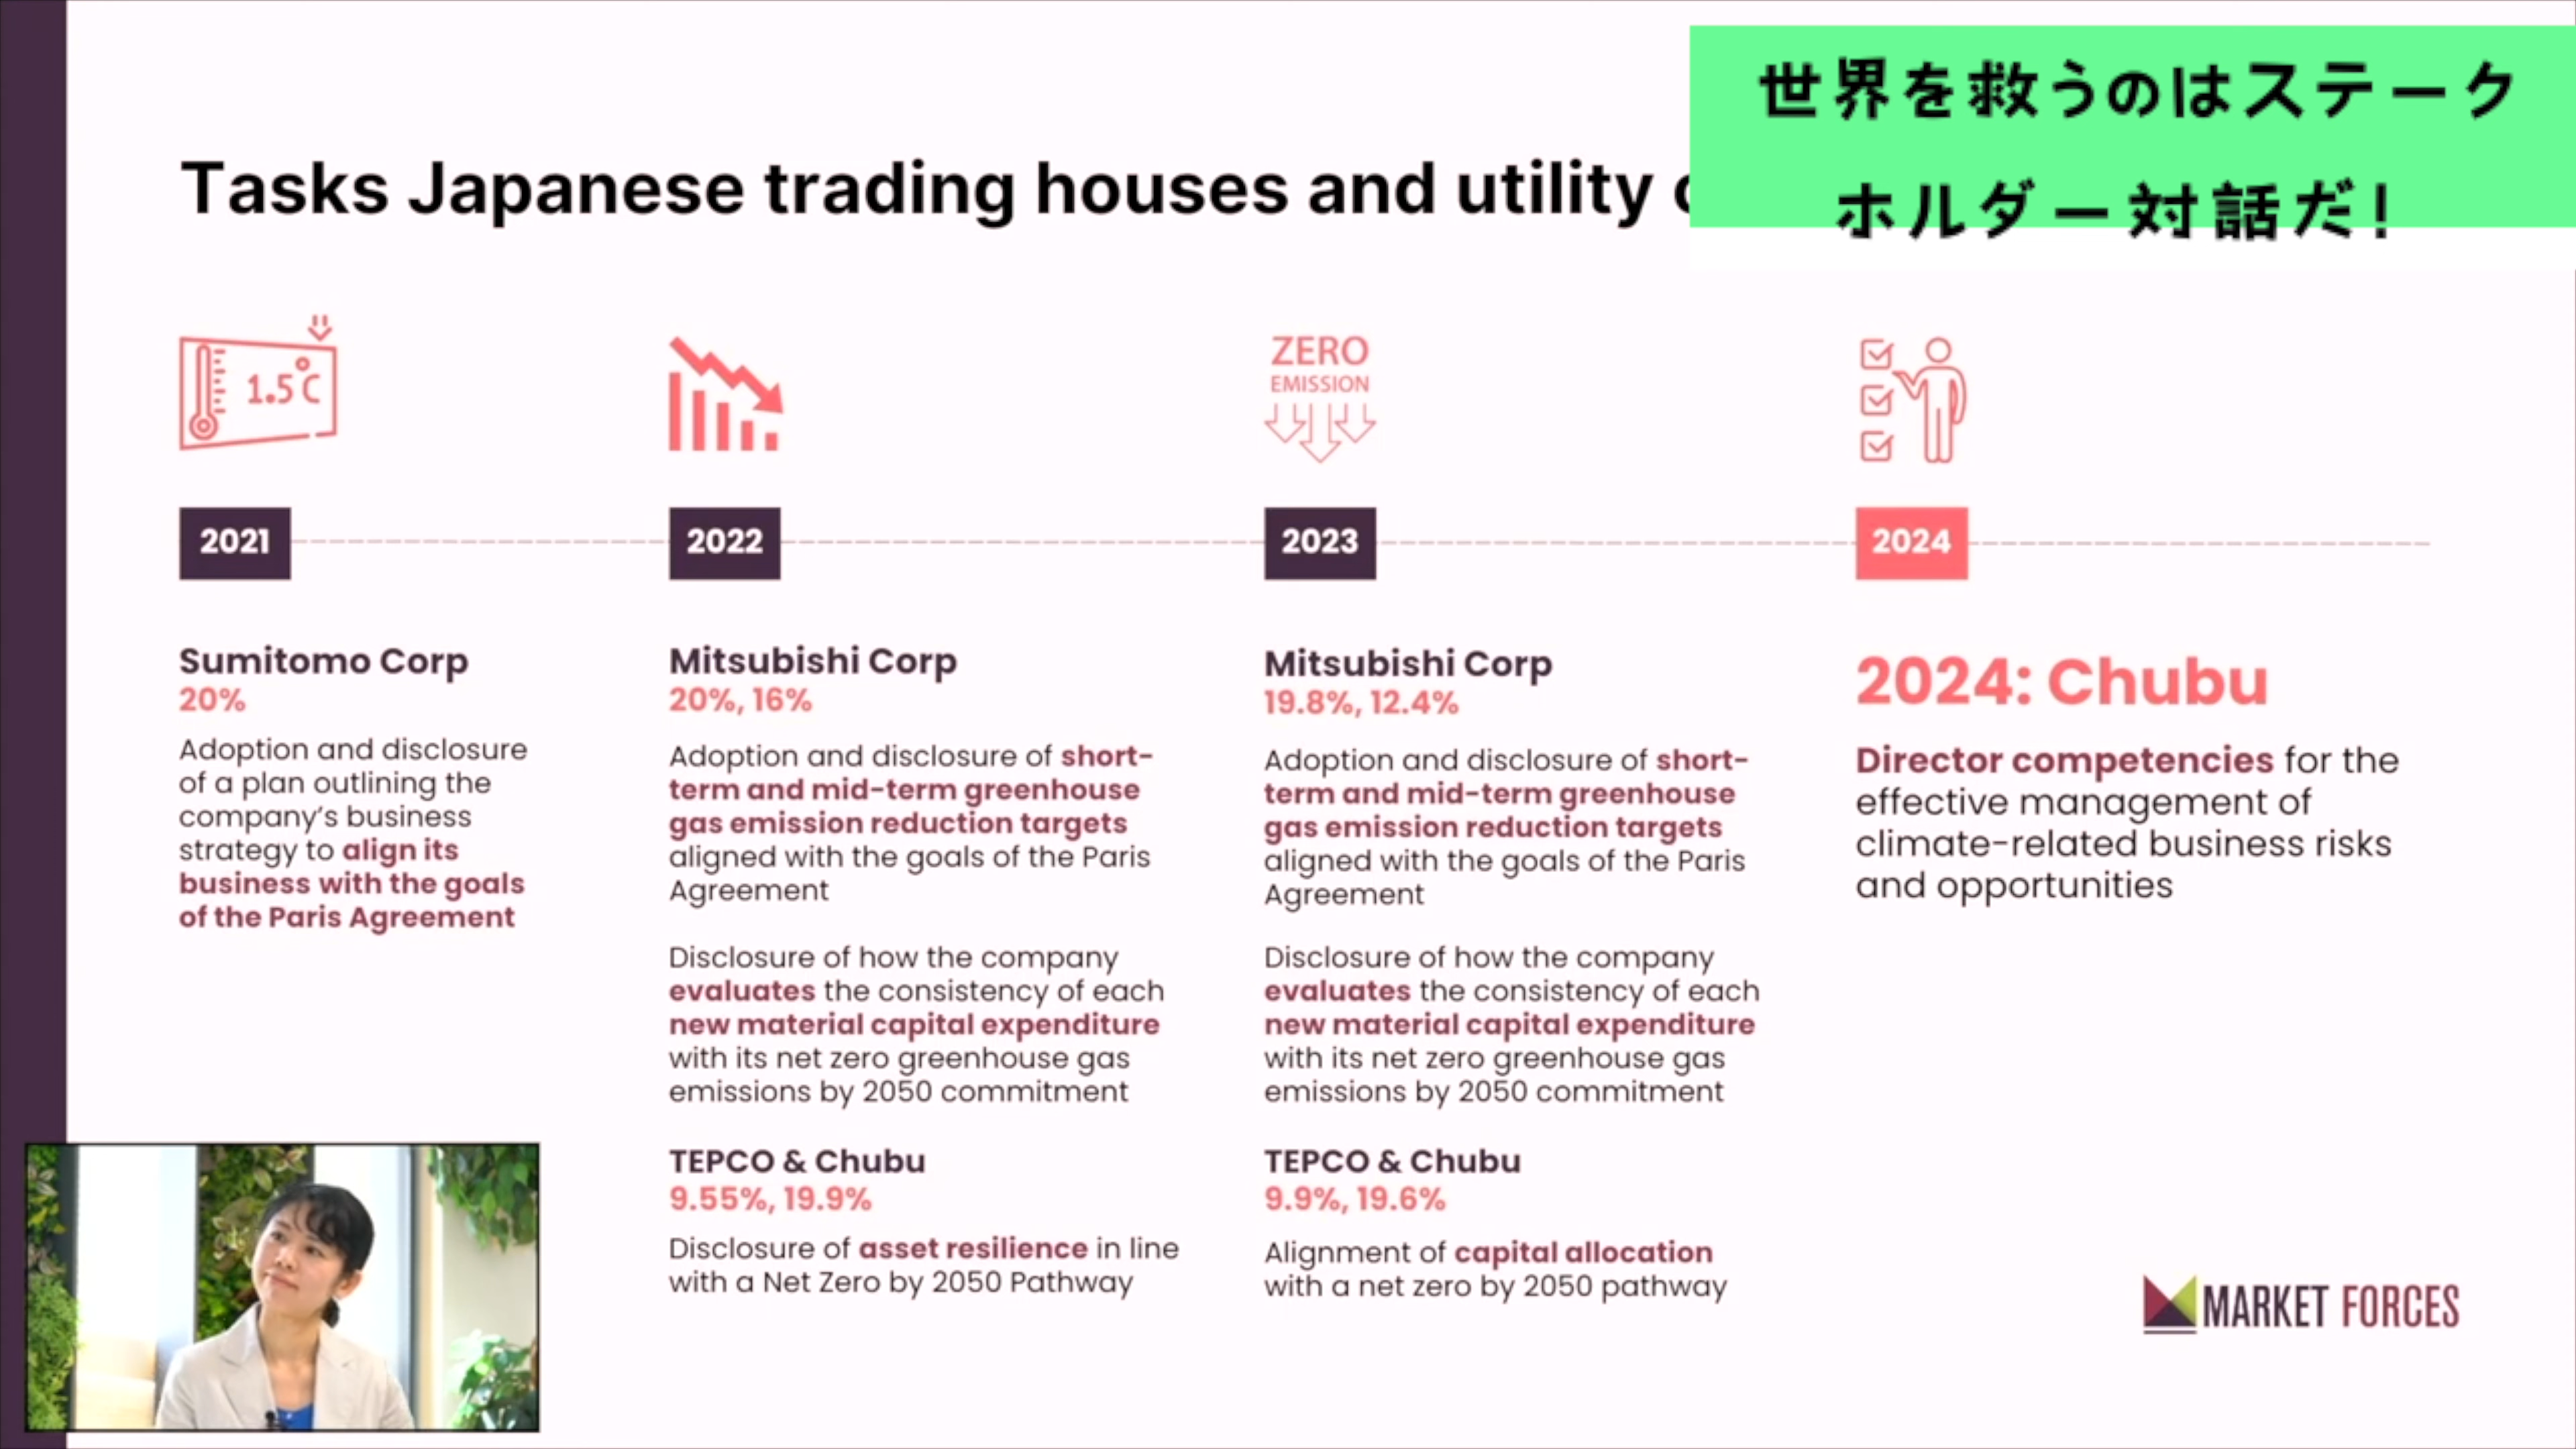 世界を救うのはステーク
ホルダー対話だ！
Tasks Japanese trading houses and utility
1.5°C
ZERO
EMISSION
2021
2022
2023
2024
Sumitomo Corp
20%
Adoption and disclosure
of a plan outlining the
company's business
strategy to align its
business with the goals
of the Paris Agreement
Mitsubishi Corp
20%, 16%
Adoption and disclosure of short-
term and mid-term greenhouse
gas emission reduction targets
aligned with the goals of the Paris
Agreement
Disclosure of how the company
evaluates the consistency of each
new material capital expenditure
with its net zero greenhouse gas
emissions by 2050 commitment
TEPCO & Chubu
9.55%, 19.9%
Disclosure of asset resilience in line
with a Net Zero by 2050 Pathway
Mitsubishi Corp
19.8%, 12.4%
Adoption and disclosure of short-
term and mid-term greenhouse
gas emission reduction targets
aligned with the goals of the Paris
Agreement
Disclosure of how the company
evaluates the consistency of each
new material capital expenditure
with its net zero greenhouse gas
emissions by 2050 commitment
TEPCO & Chubu
9.9%, 19.6%
Alignment of capital allocation
with a net zero by 2050 pathway
2024: Chubu
Director competencies for the
effective management of
climate-related business risks
and opportunities
MARKET FORCES